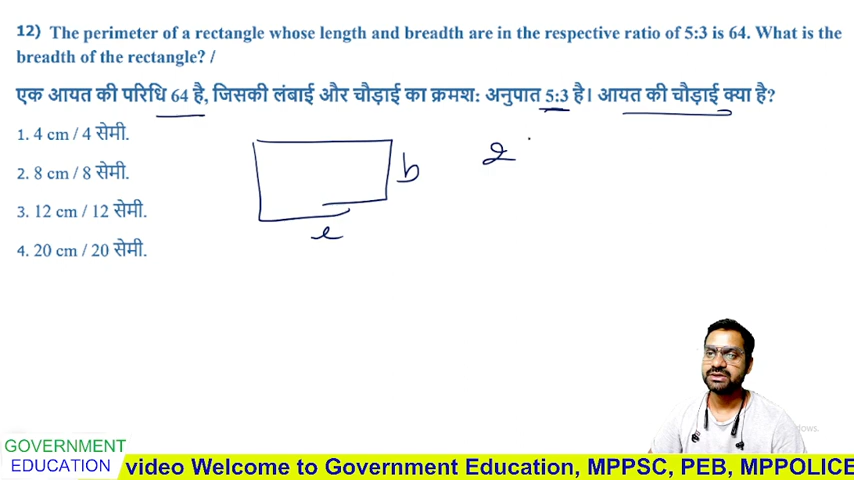 12) The perimeter of a rectangle whose length and breadth are in the respective ratio of 5:3 is 64. What is the
breadth of the rectangle? /
एक आयत की परिधि 64 है, जिसकी लंबाई और चौड़ाई का क्रमश: अनुपात 5:3 है। आयत की चौड़ाई क्या है?
1. 4 cm / 4 सेमी.
2. 8 cm / 8 सेमी.
3. 12 cm / 12 सेमी.
4. 20 cm / 20 सेमी.
b
2
l
GOVERNMENT
EDUCATION
video Welcome to Government Education, MPPSC, PEB, MPPOLICE